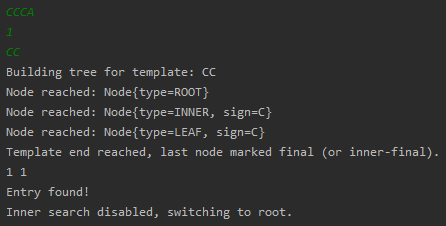 CCCA
1
CC
Building tree for template: CC
Node reached: Node{type=ROOT}
Node reached: Node{type=INNER, sign=C}
Node reached: Node{type=LEAF, sign=C}
Template end reached, last node marked final (or inner-final).
1 1
Entry found!
Inner search disabled, switching to root.